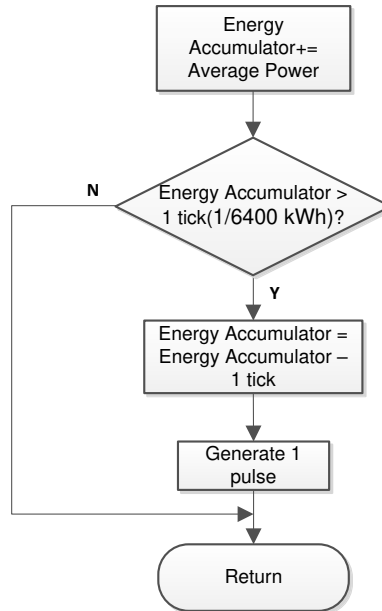 Energy
Accumulator+=
Average Power
N
Energy Accumulator >
1 tick(1/6400 kWh)?
Y
Energy Accumulator =
Energy Accumulator –
1 tick
Generate 1
pulse
Return